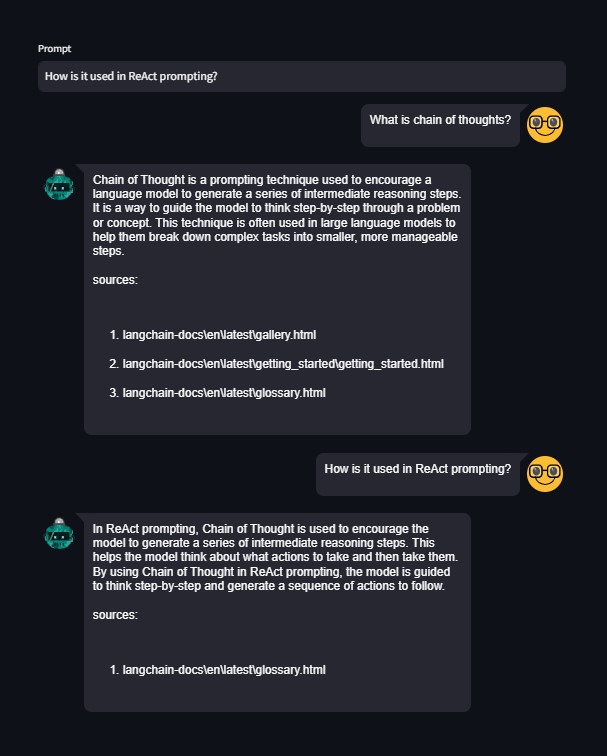 Prompt
How is it used in ReAct prompting?
What is chain of thoughts?
Chain of Thought is a prompting technique used to encourage a
language model to generate a series of intermediate reasoning steps.
It is a way to guide the model to think step-by-step through a problem
or concept. This technique is often used in large language models to
help them break down complex tasks into smaller, more manageable
steps.
sources:
1. langchain-docs\en\latest\gallery.html
2. langchain-docs\en\latest\getting_started\getting_started.html
3. langchain-docs\en\latest\glossary.html
How is it used in ReAct prompting?
In ReAct prompting, Chain of Thought is used to encourage the
model to generate a series of intermediate reasoning steps. This
helps the model think about what actions to take and then take them.
By using Chain of Thought in ReAct prompting, the model is guided
to think step-by-step and generate a sequence of actions to follow.
sources:
1. langchain-docs\en\latest\glossary.html